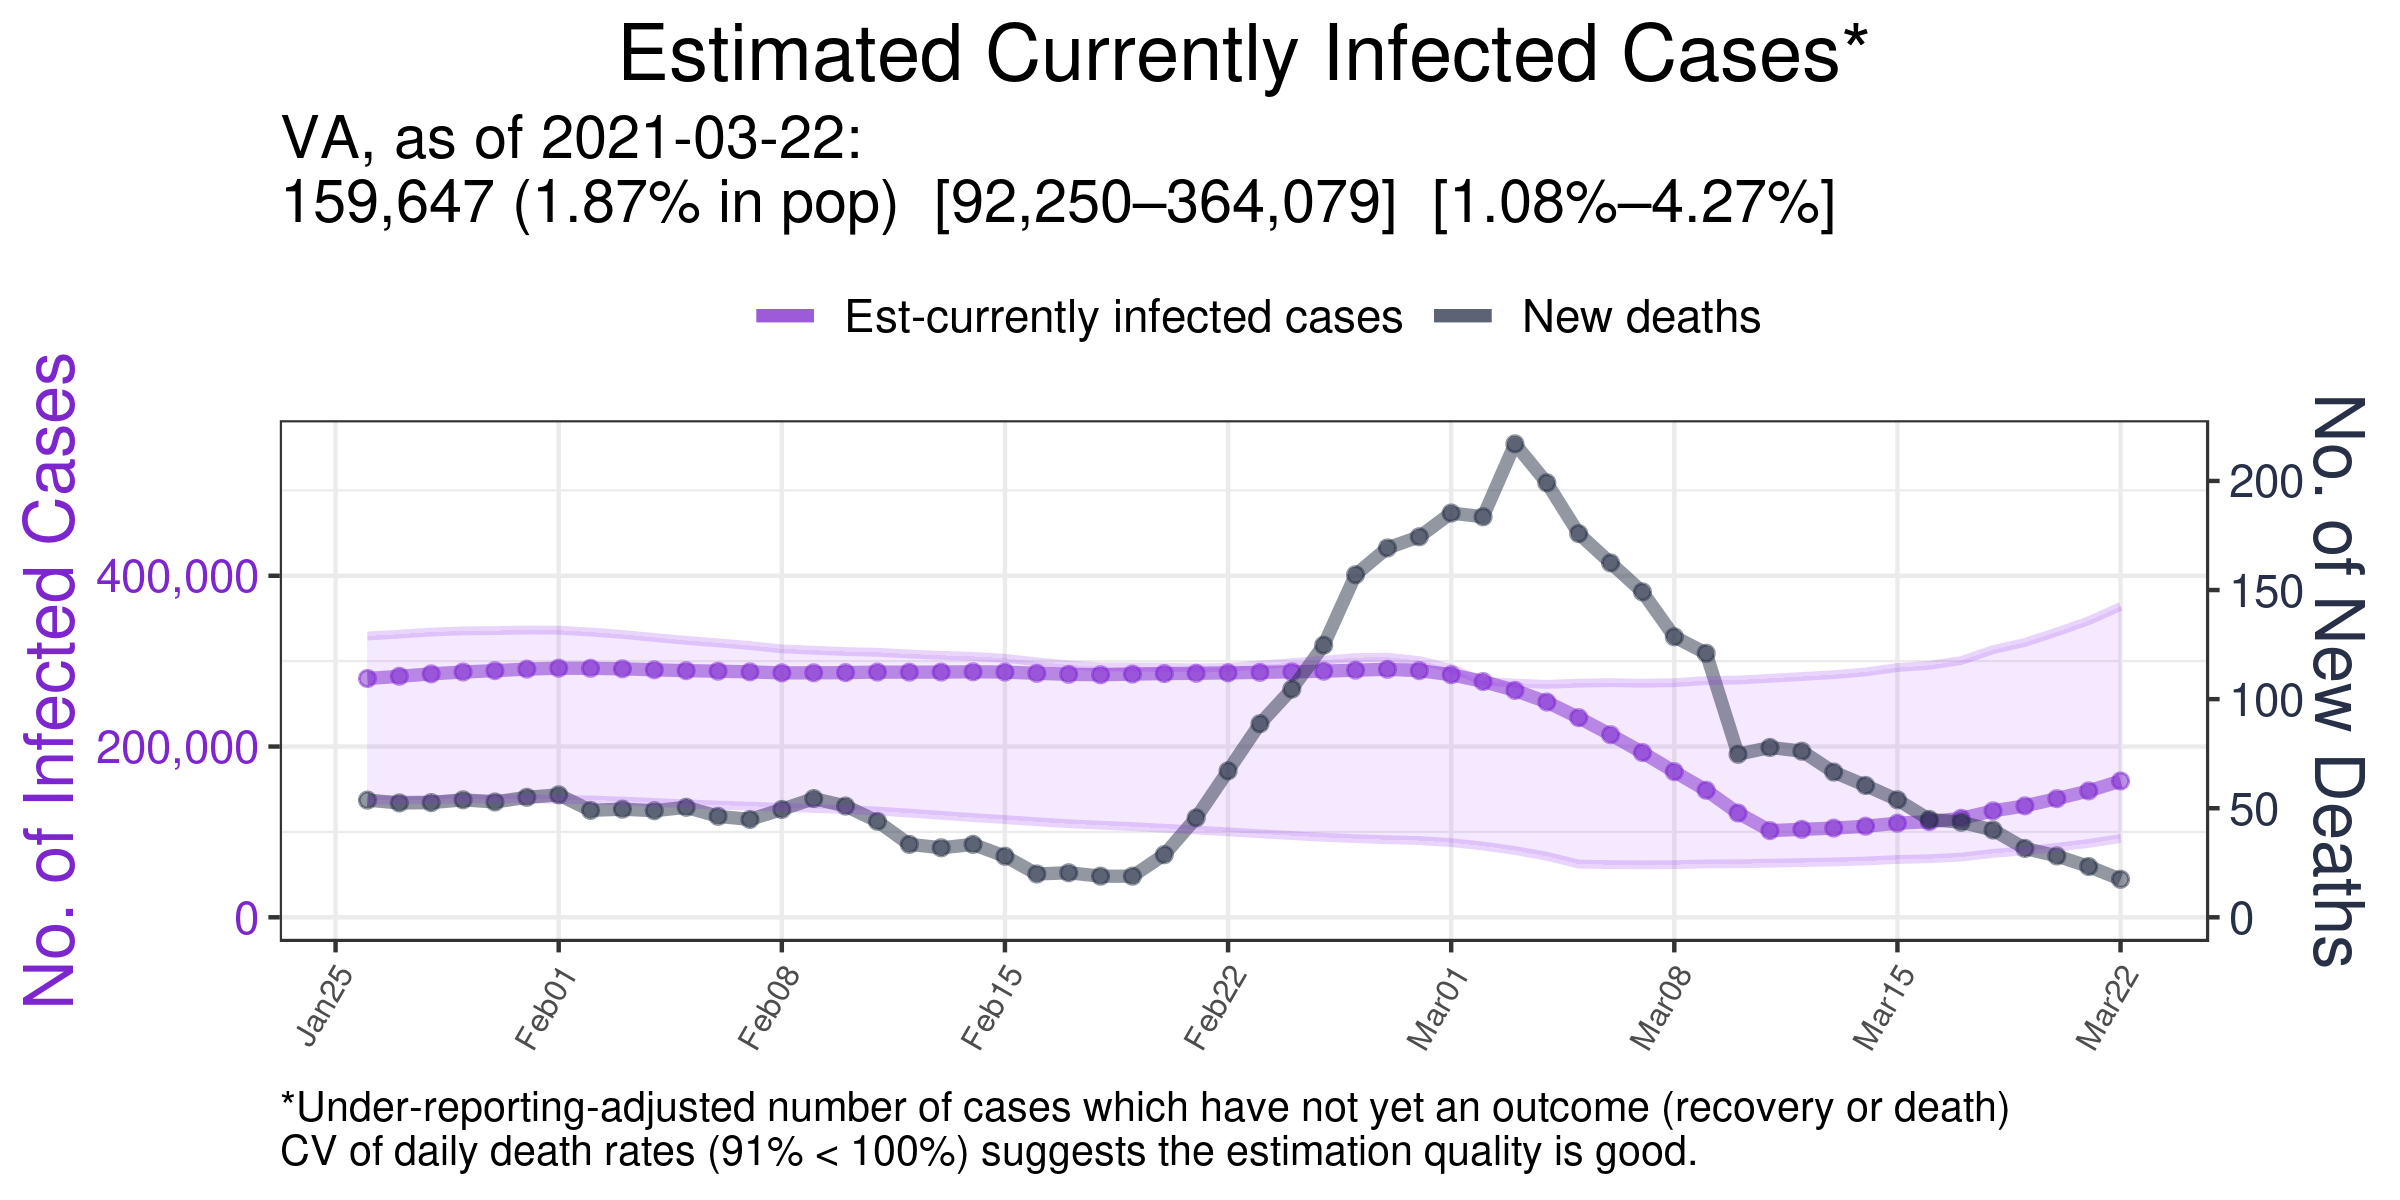 Estimated Currently Infected Cases*
VA, as of 2021-03-22:
159,647 (1.87% in pop)  [92,250–364,079]  [1.08%–4.27%]
Est-currently infected cases
New deaths
No. of Infected Cases
400,000
200,000
0
No. of New Deaths
200
150
100
50
0
Jan25
Feb01
Feb08
Feb15
Feb22
Mar01
Mar08
Mar15
Mar22
*Under-reporting-adjusted number of cases which have not yet an outcome (recovery or death)
CV of daily death rates (91% < 100%) suggests the estimation quality is good.